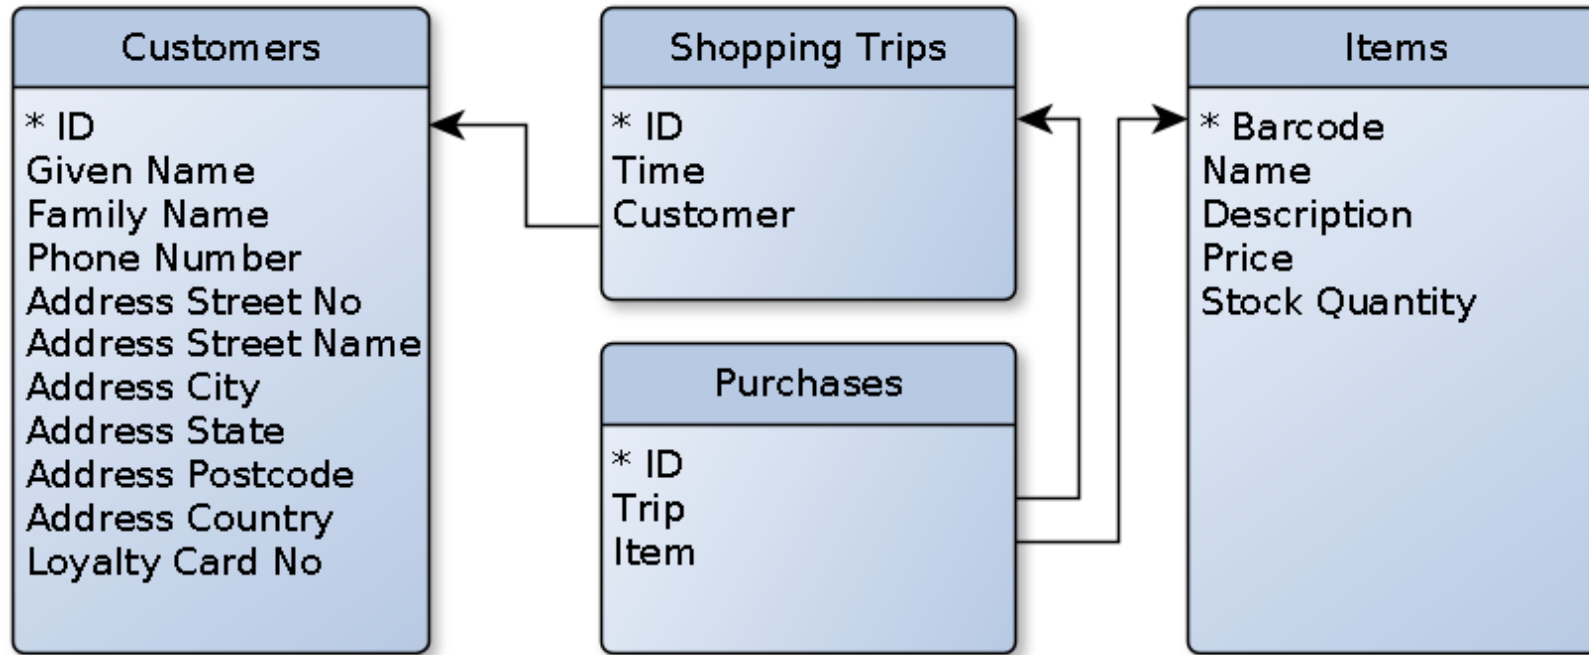 Customers
* ID
Given Name
Family Name
Phone Number
Address Street No
Address Street Name
Address City
Address State
Address Postcode
Address Country
Loyalty Card No
Shopping Trips
* ID
Time
Customer
Purchases
* ID
Trip
Item
Items
* Barcode
Name
Description
Price
Stock Quantity